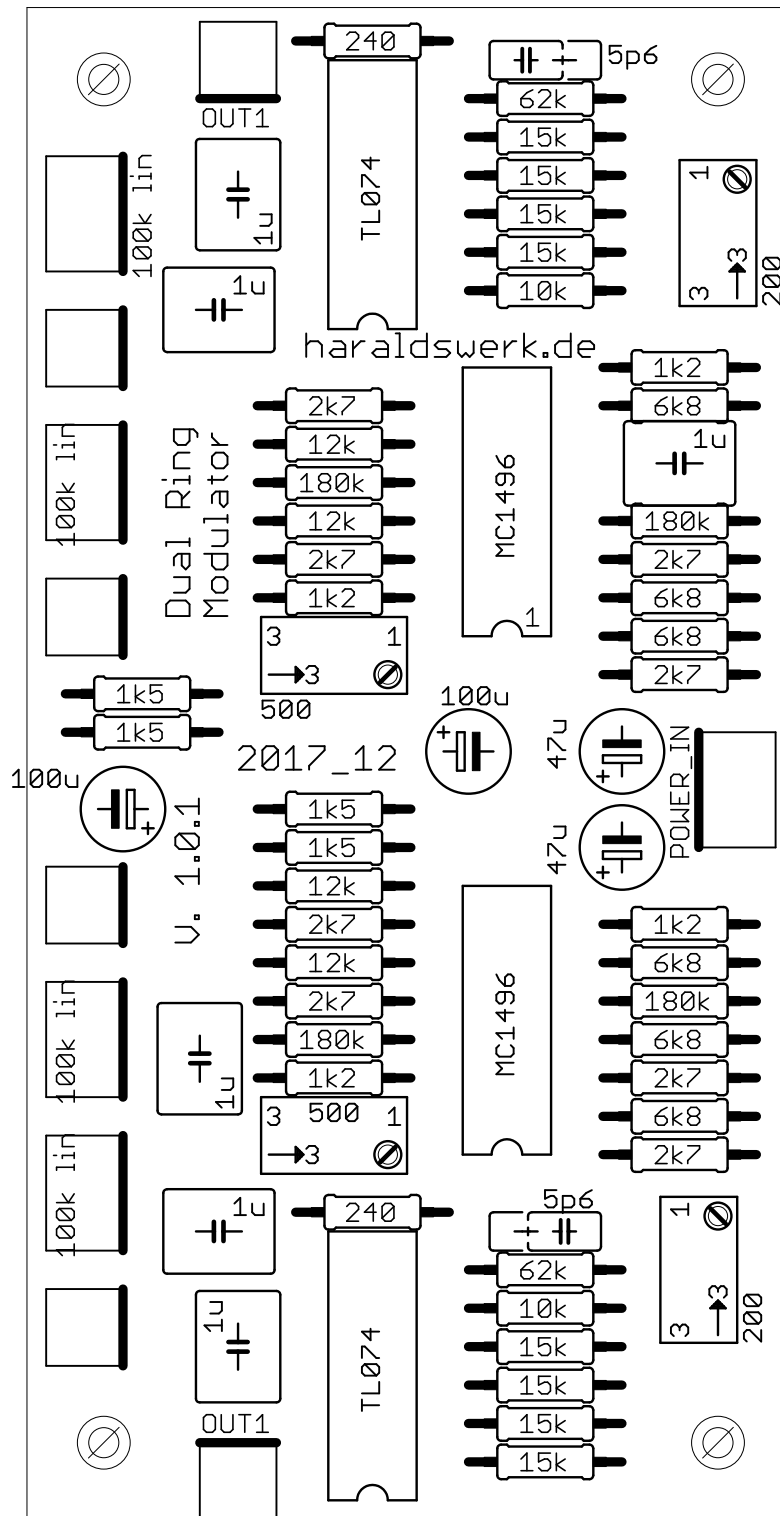 240
5p6
OUT1
62k
15k
15k
15k
15k
10k
100k lin
1u
TL074
1
3
3
200
1u
haraldswerk.de
1k2
6k8
1u
180k
2k7
6k8
6k8
2k7
2k7
12k
180k
12k
2k7
1k2
100k lin
Dual Ring
Modulator
MC1496
1
3
1
3
500
1k5
1k5
100u
100u
47u
47u
POWER_IN
2017_12
V. 1.0.1
1k5
1k5
12k
2k7
12k
2k7
180k
1k2
3
500
1
3
MC1496
1k2
6k8
180k
6k8
2k7
6k8
2k7
100k lin
1u
100k lin
1u
240
5p6
1
3
3
200
62k
10k
15k
15k
15k
15k
1u
TL074
OUT1